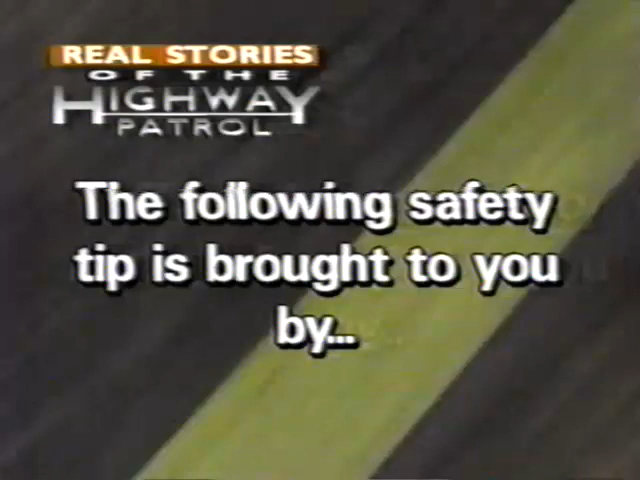 REAL STORIES
OF THE
HIGHWAY
PATROL
The following safety
tip is brought to you
by...